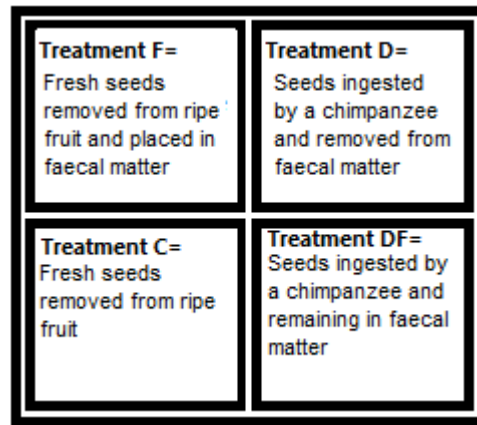 Treatment F=
Fresh seeds
removed from ripe
fruit and placed in
faecal matter
Treatment D=
Seeds ingested
by a chimpanzee
and removed from
faecal matter
Treatment C=
Fresh seeds
removed from ripe
fruit
Treatment DF=
Seeds ingested by
a chimpanzee and
remaining in faecal
matter